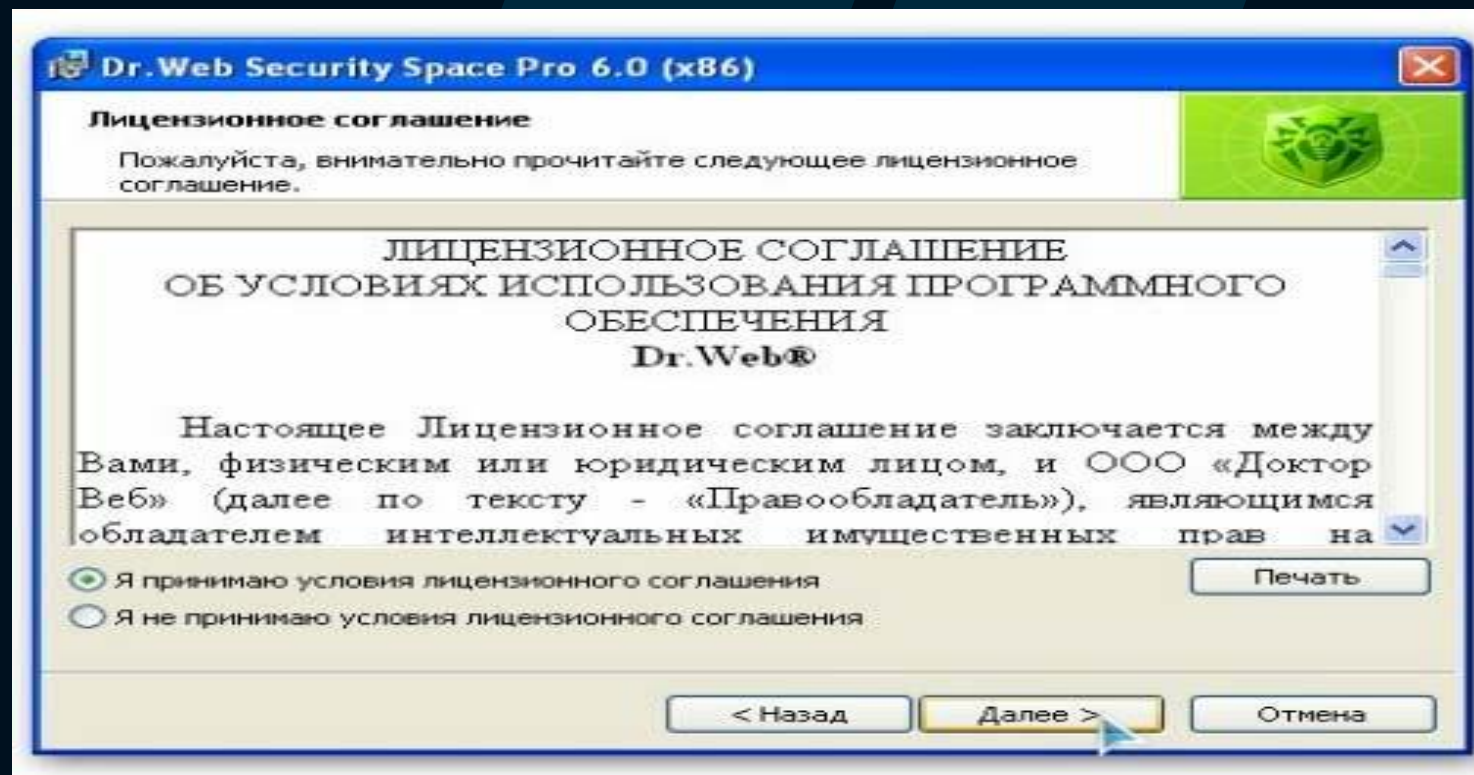 Dr.Web Security Space Pro 6.0 (x86)
Лицензионное соглашение
Пожалуйста, внимательно прочитайте следующее лицензионное
соглашение.
ЛИЦЕНЗИОННОЕ СОГЛАШЕНИЕ
ОБ УСЛОВИЯХ ИСПОЛЬЗОВАНИЯ ПРОГРАММНОГО
ОБЕСПЕЧЕНИЯ
Dr.Web®
Настоящее Лицензионное соглашение заключается между
Вами, физическим или юридическим лицом, и ООО «Доктор
Веб» (далее по тексту - «Правообладатель»), являющимся
обладателем интеллектуальных имущественных прав на
Я принимаю условия лицензионного соглашения
Печать
Я не принимаю условия лицензионного соглашения
< Назад
Далее >
Отмена